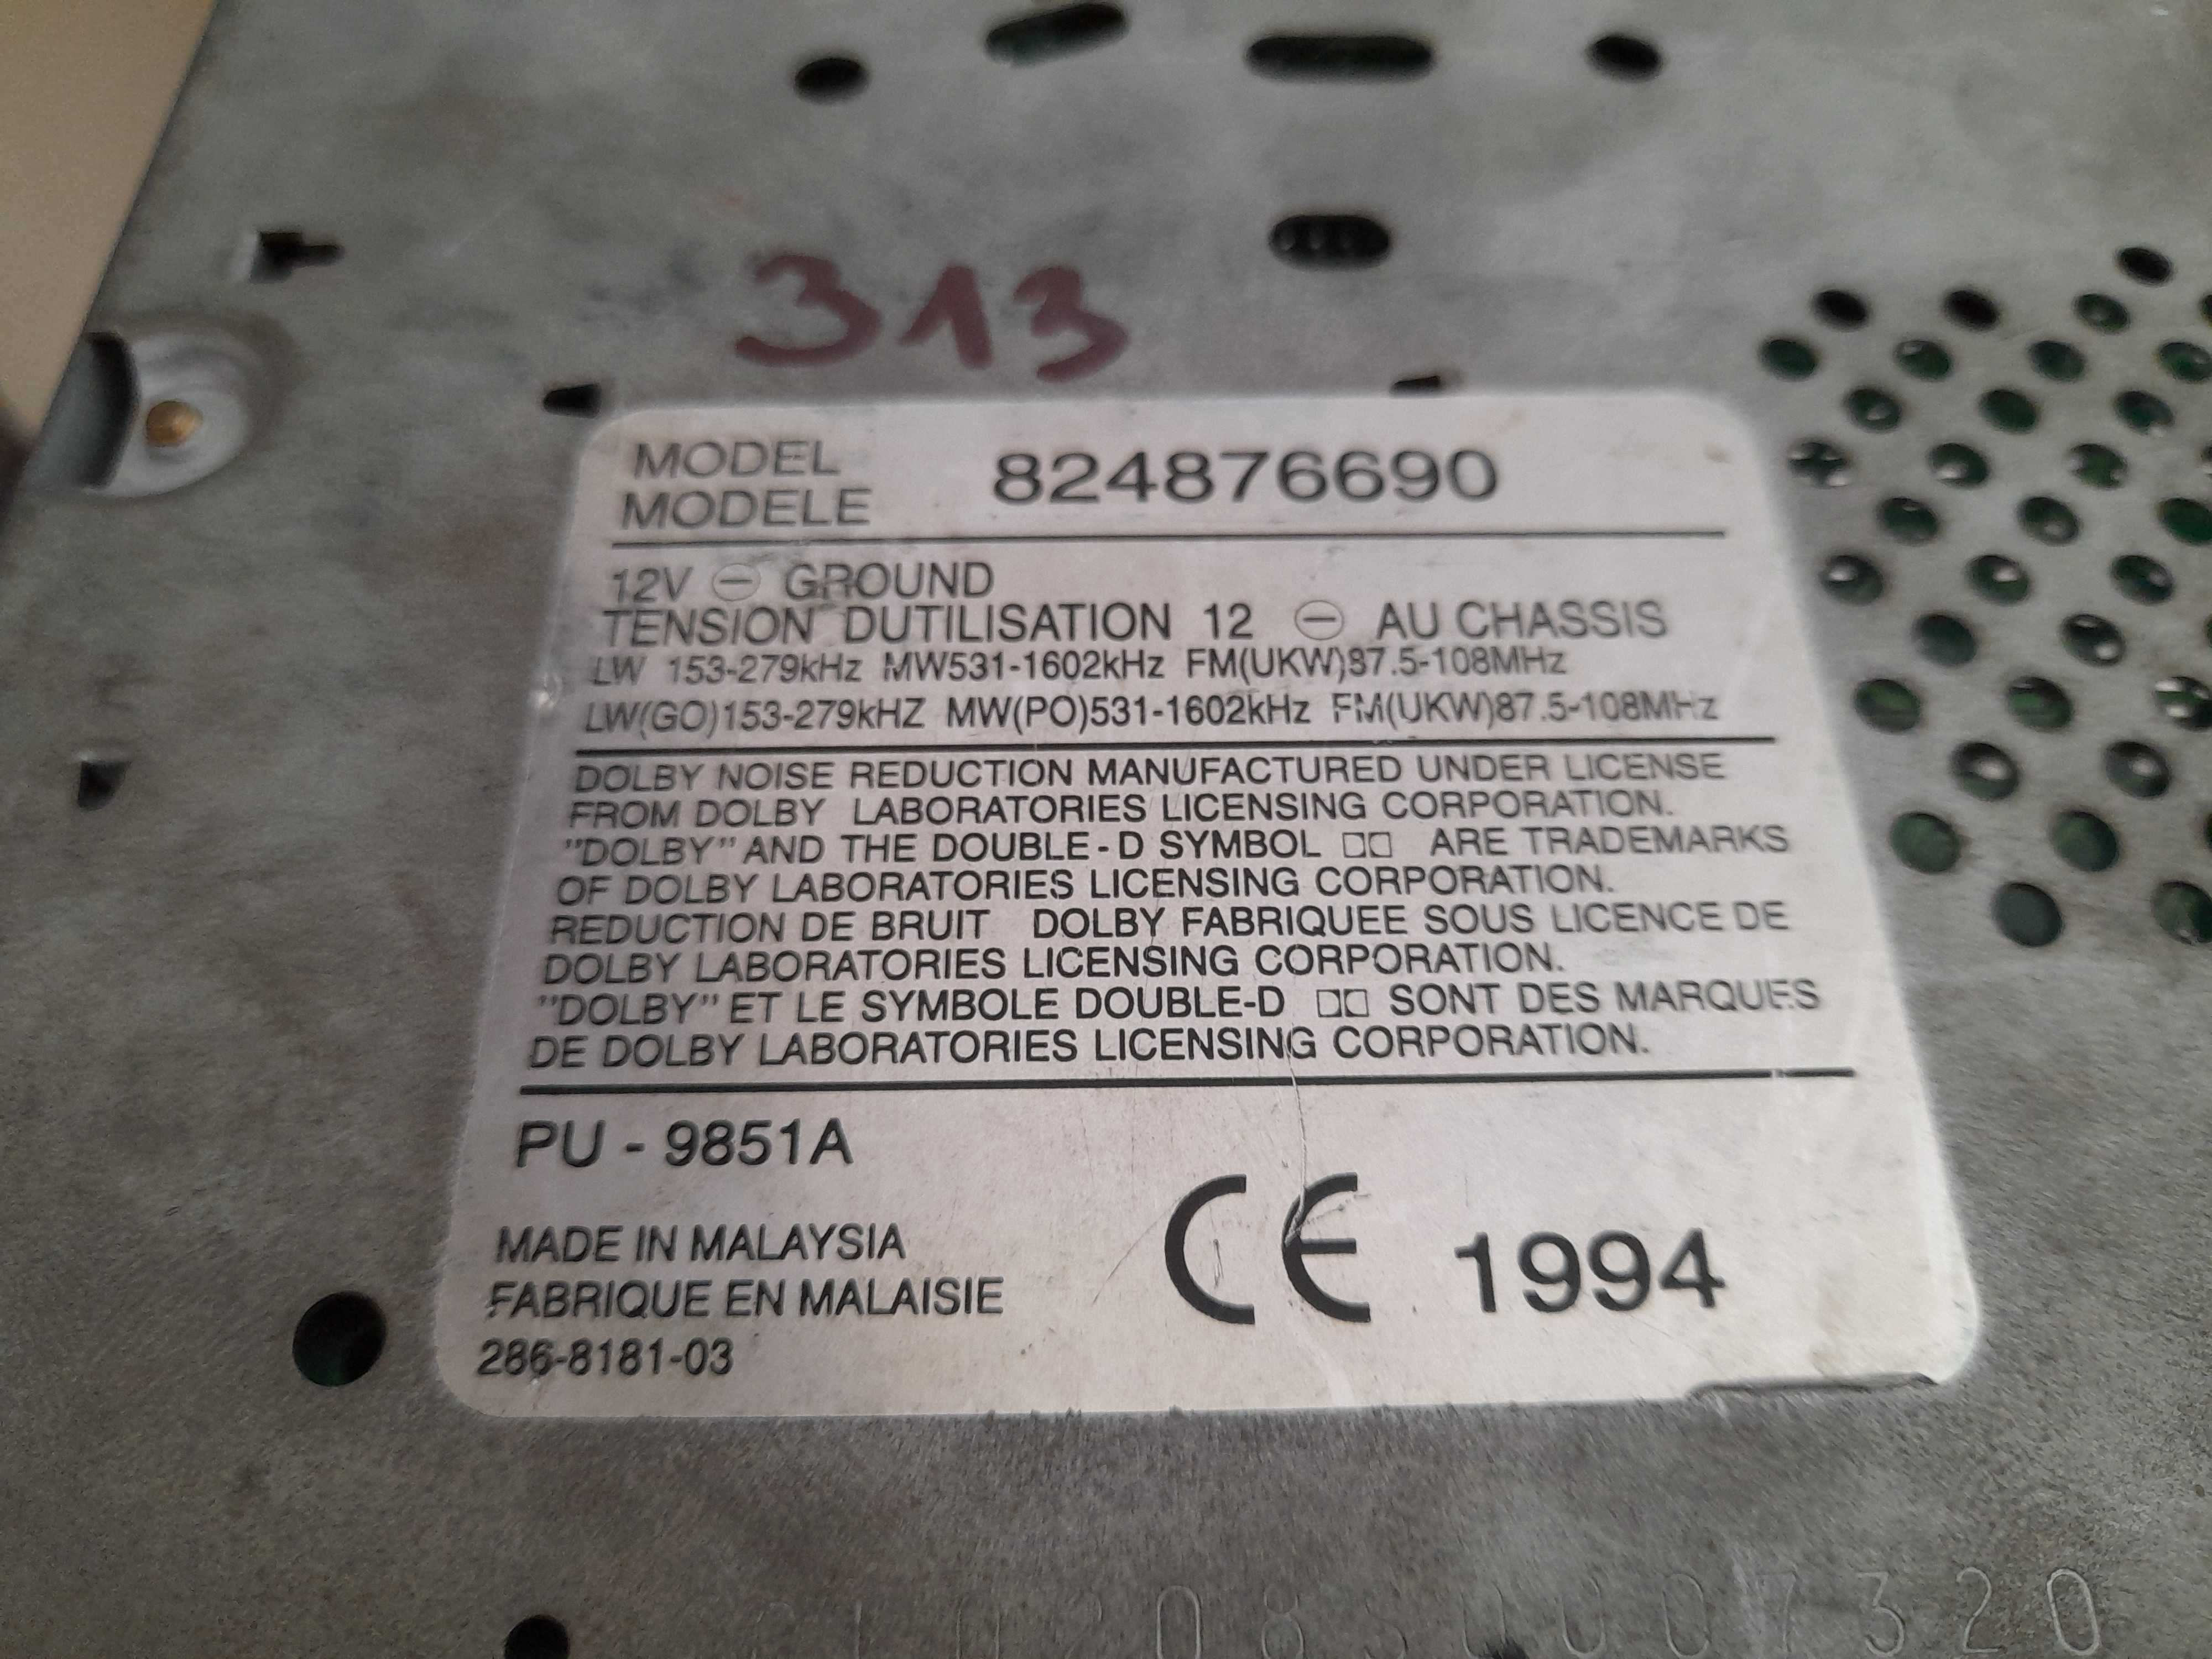 313
MODEL
MODELE
824876690
12V ⊖ GROUND
TENSION DUTILISATION 12 ⊖ AU CHASSIS
LW 153-279kHz MW531-1602kHz FM(UKW)87.5-108MHz
LW(GO)153-279kHZ MW(PO)531-1602kHz FM(UKW)87.5-108MHz
DOLBY NOISE REDUCTION MANUFACTURED UNDER LICENSE
FROM DOLBY LABORATORIES LICENSING CORPORATION.
"DOLBY" AND THE DOUBLE-D SYMBOL □□ ARE TRADEMARKS
OF DOLBY LABORATORIES LICENSING CORPORATION.
REDUCTION DE BRUIT DOLBY FABRIQUEE SOUS LICENCE DE
DOLBY LABORATORIES LICENSING CORPORATION.
"DOLBY" ET LE SYMBOLE DOUBLE-D □□ SONT DES MARQUES
DE DOLBY LABORATORIES LICENSING CORPORATION.
PU - 9851A
MADE IN MALAYSIA
FABRIQUE EN MALAISIE
286-8181-03
CE 1994